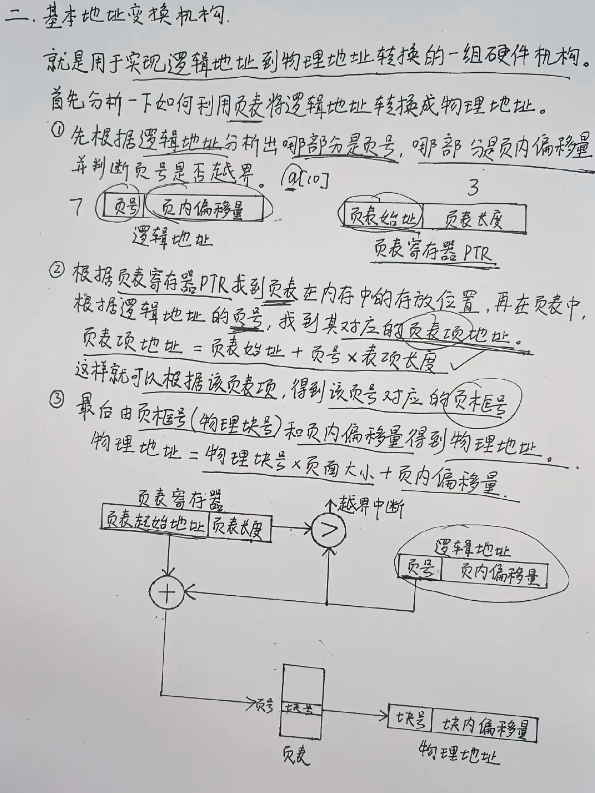 二.基本地址变换机构.
就是用于实现逻辑地址到物理地址转换的一组硬件机构。
首先分析一下如何利用页表将逻辑地址转换成物理地址。
① 先根据逻辑地址分析出哪部分是页号,哪部分是页内偏移量
并判断页号是否越界。 a[10]
7 页号 页内偏移量
逻辑地址
3
页表始址 页表长度
页表寄存器PTR
② 根据页表寄存器PTR找到页表在内存中的存放位置,再在页表中,
根据逻辑地址的页号,找到其对应的页表项地址。
页表项地址=页表始址+页号×表项长度
这样就可以根据该页表项,得到该页号对应的页框号
③ 最后由页框号(物理块号)和页内偏移量得到物理地址。
物理地址=物理块号×页面大小+页内偏移量.
页表寄存器
页表起始地址 页表长度
>
越界中断
逻辑地址
页号 页内偏移量
+
页号
块号
页表
块号 块内偏移量
物理地址